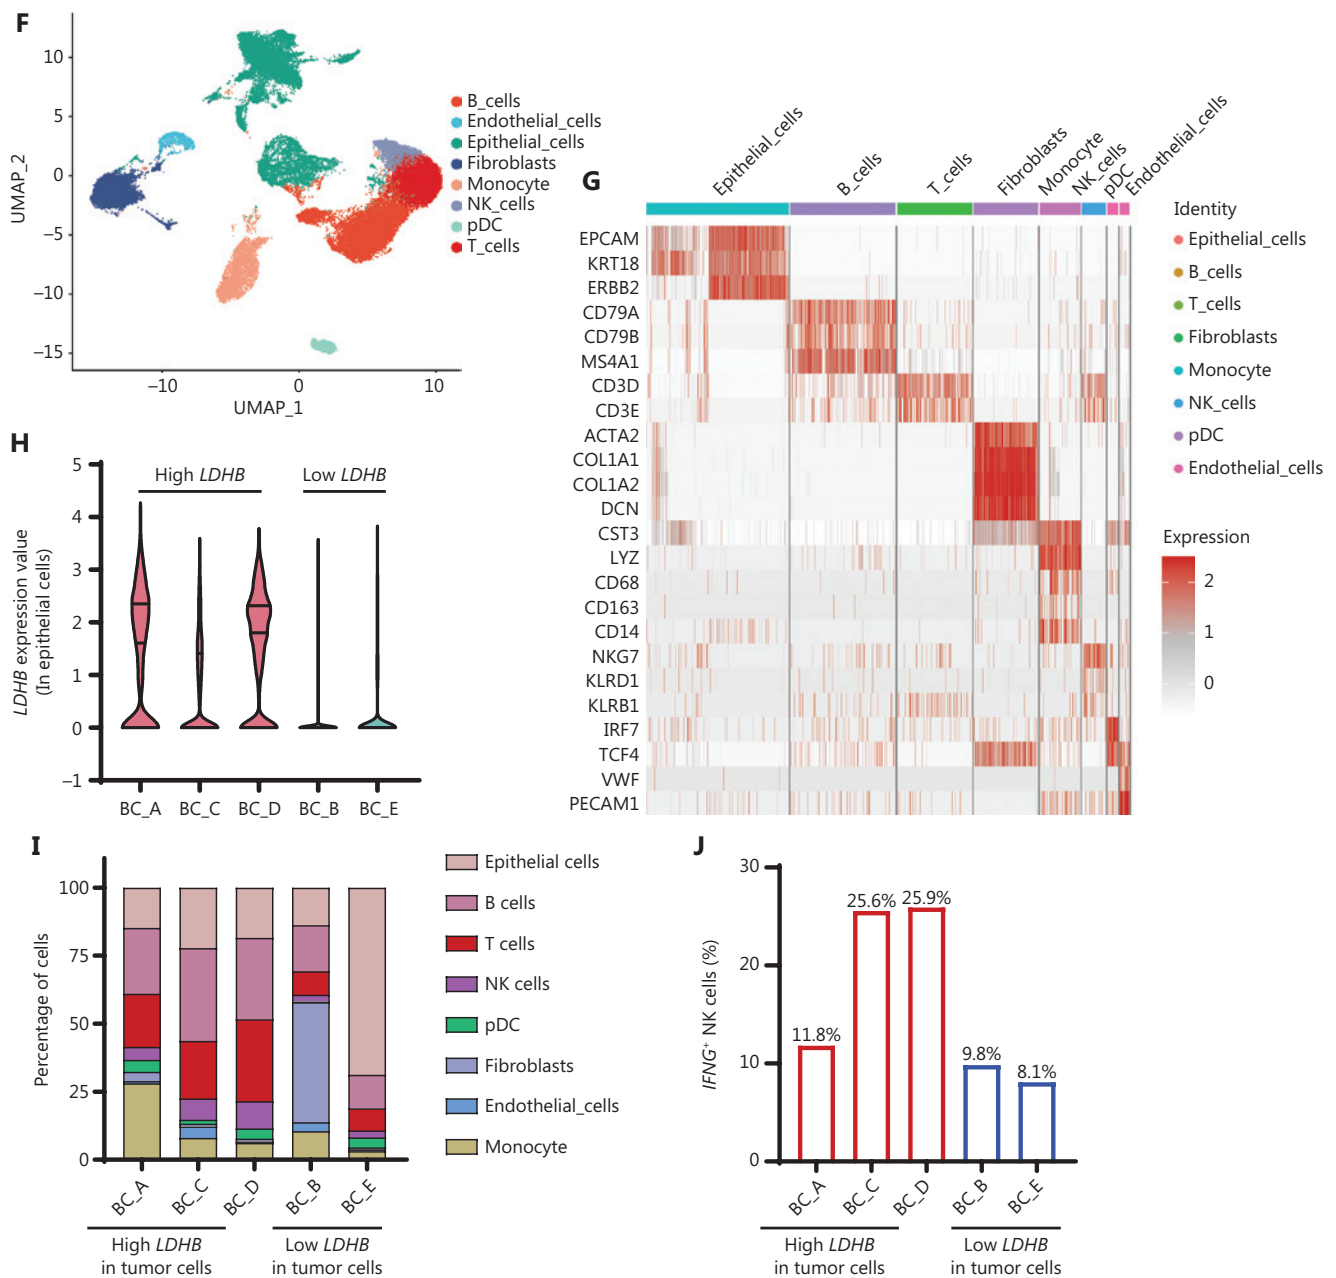 F
10
5
0
−5
−10
−15
UMAP_2
−10
0
10
UMAP_1
B_cells
Endothelial_cells
Epithelial_cells
Fibroblasts
Monocyte
NK_cells
pDC
T_cells
G
Epithelial_cells
B_cells
T_cells
Fibroblasts
Monocyte
NK_cells
pDC
Endothelial_cells
EPCAM
KRT18
ERBB2
CD79A
CD79B
MS4A1
CD3D
CD3E
ACTA2
COL1A1
COL1A2
DCN
CST3
LYZ
CD68
CD163
CD14
NKG7
KLRD1
KLRB1
IRF7
TCF4
VWF
PECAM1
Identity
Epithelial_cells
B_cells
T_cells
Fibroblasts
Monocyte
NK_cells
pDC
Endothelial_cells
Expression
2
1
0
H
LDHB expression value
(In epithelial cells)
5
4
3
2
1
0
−1
High LDHB
Low LDHB
BC_A
BC_C
BC_D
BC_B
BC_E
I
Percentage of cells
100
75
50
25
0
BC_A
BC_C
BC_D
BC_B
BC_E
High LDHB
in tumor cells
Low LDHB
in tumor cells
Epithelial cells
B cells
T cells
NK cells
pDC
Fibroblasts
Endothelial_cells
Monocyte
J
IFNG+ NK cells (%)
30
20
10
0
11.8%
25.6%
25.9%
9.8%
8.1%
BC_A
BC_C
BC_D
BC_B
BC_E
High LDHB
in tumor cells
Low LDHB
in tumor cells